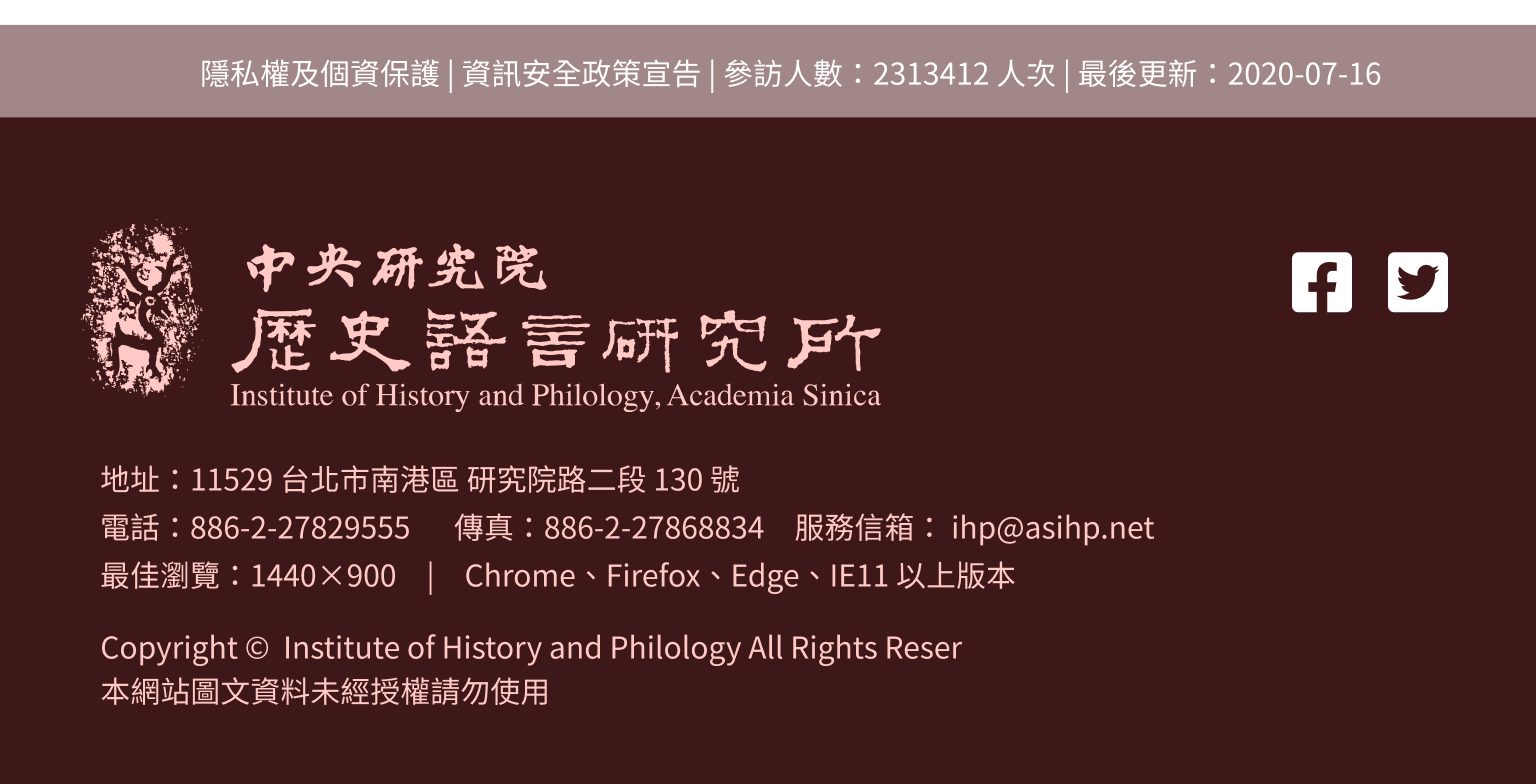 隱私權及個資保護 | 資訊安全政策宣告 | 參訪人數：2313412 人次 | 最後更新：2020-07-16
中央研究院
歷史語言研究所
Institute of History and Philology, Academia Sinica
地址：11529 台北市南港區 研究院路二段 130 號
電話：886-2-27829555 傳真：886-2-27868834 服務信箱： ihp@asihp.net
最佳瀏覽：1440×900 | Chrome、Firefox、Edge、IE11 以上版本
Copyright © Institute of History and Philology All Rights Reser
本網站圖文資料未經授權請勿使用